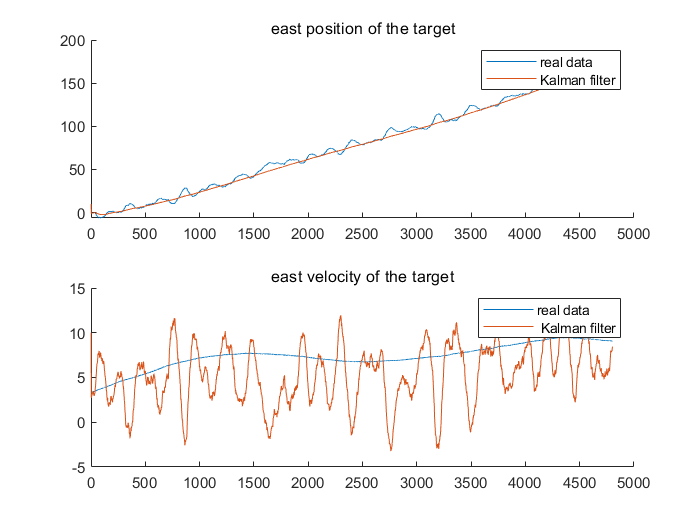 east position of the target
200
150
100
50
0
real data
Kalman filter
0 500 1000 1500 2000 2500 3000 3500 4000 4500 5000
east velocity of the target
15
10
5
0
-5
real data
Kalman filter
0 500 1000 1500 2000 2500 3000 3500 4000 4500 5000